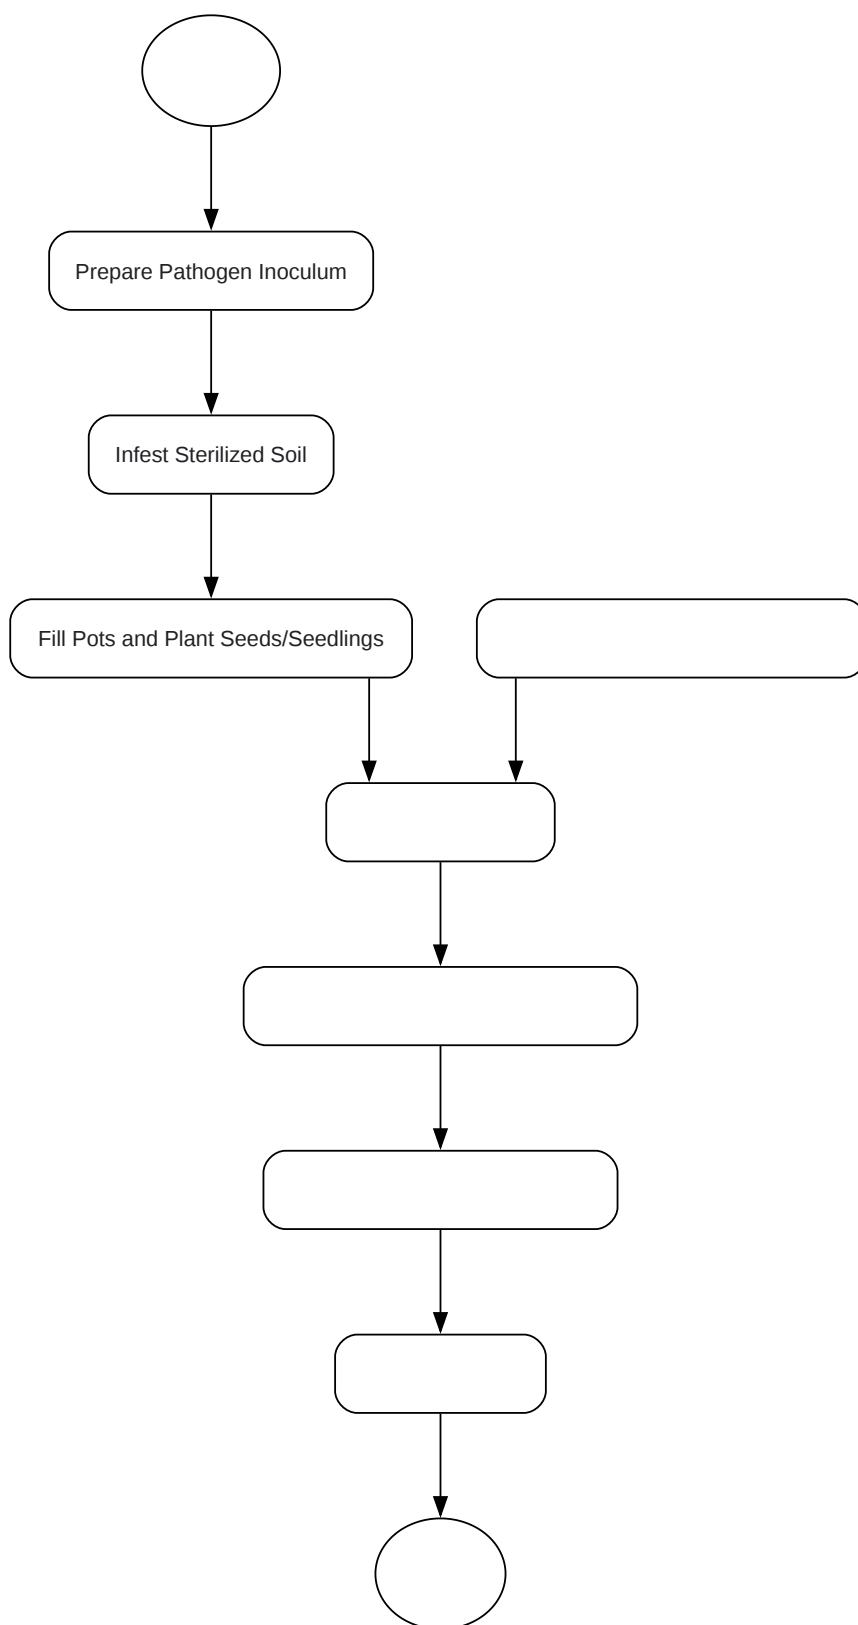 Prepare Pathogen Inoculum
Infest Sterilized Soil
Fill Pots and Plant Seeds/Seedlings